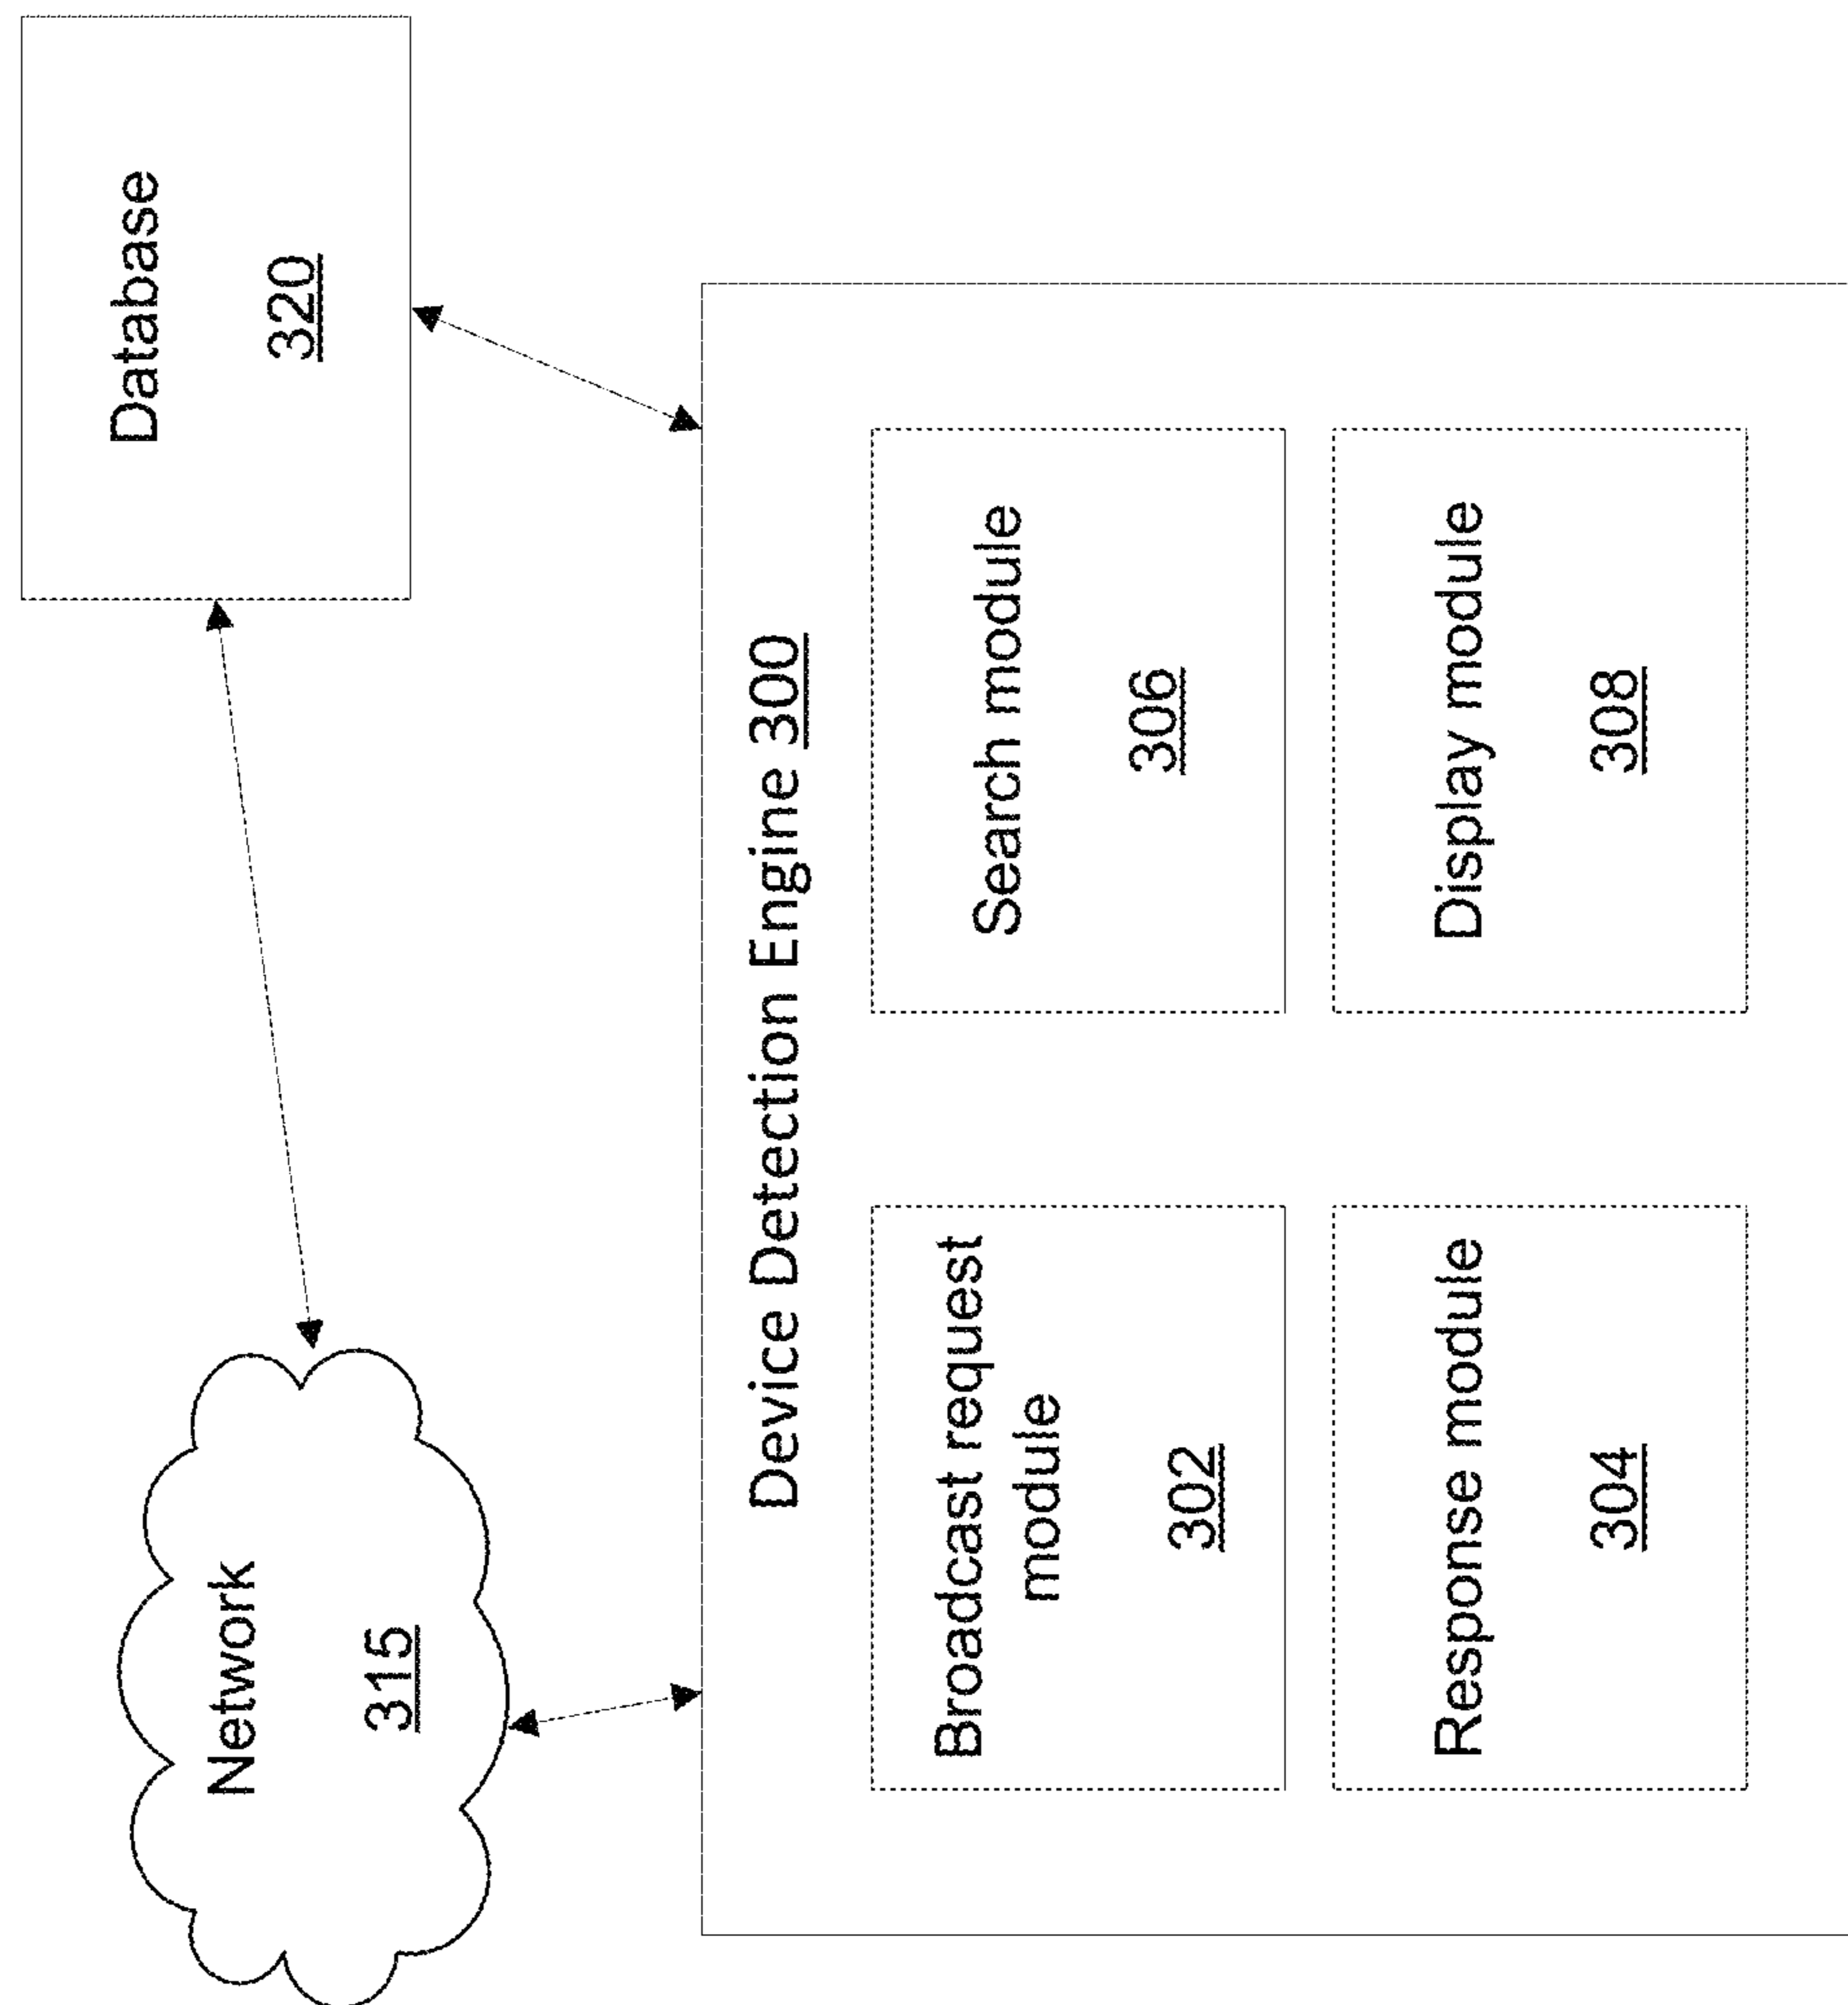 Network
315
Database
320
Device Detection Engine 300
Broadcast request
module
302
Search module
306
Response module
304
Display module
308